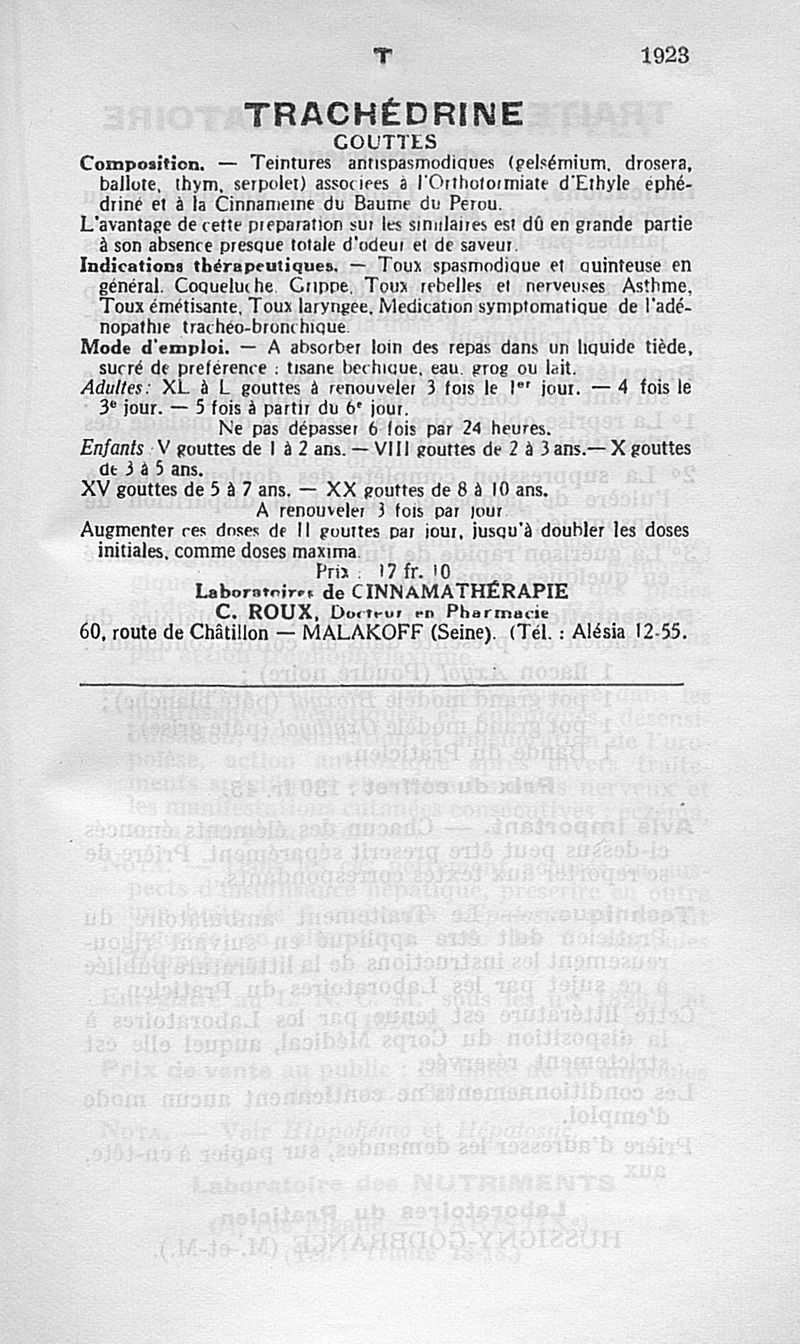 T 1923
TRACHÉDRINE
GOUTTES
Composition. — Teintures antispasmodiques (gelsémium, drosera,
ballote, thym, serpolet) associées à l'Orthoformiate d'Ethyle éphé-
driné et à la Cinnameine du Baume du Perou.
L'avantage de cette preparation sur les similaires est dû en grande partie
à son absence presque totale d'odeur et de saveur.
Indications thérapeutiques. — Toux spasmodique et quinteuse en
général. Coqueluche, Grippe, Toux rebelles et nerveuses Asthme,
Toux émétisante, Toux laryngée, Medication symptomatique de l'adé-
nopathie trachéo-bronchique.
Mode d'emploi. — A absorber loin des repas dans un liquide tiède,
sucré de preférence : tisane bechique, eau, grog ou lait.
Adultes : XL à L gouttes à renouveler 3 fois le 1er jour. — 4 fois le
3e jour. — 5 fois à partir du 6e jour.
Ne pas dépasser 6 fois par 24 heures.
Enfants : V gouttes de 1 à 2 ans. — VIII gouttes de 2 à 3 ans.— X gouttes
de 3 à 5 ans.
XV gouttes de 5 à 7 ans. — XX gouttes de 8 à 10 ans.
A renouveler 3 fois par jour.
Augmenter ces doses de II gouttes par jour, jusqu'à doubler les doses
initiales, comme doses maxima.
Prix : 17 fr. 10
Laboratoires de CINNAMATHÉRAPIE
C. ROUX, Docteur en Pharmacie
60, route de Châtillon — MALAKOFF (Seine). (Tél. : Alésia 12-55.